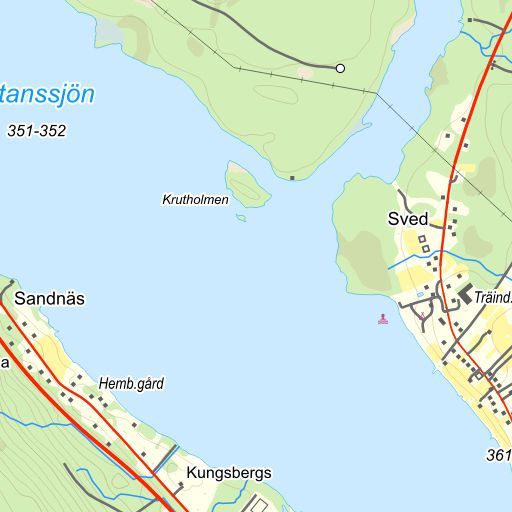 tanssjön
351-352
Krutholmen
Sved
Sandnäs
Träind.
a
Hemb.gård
361
Kungsbergs